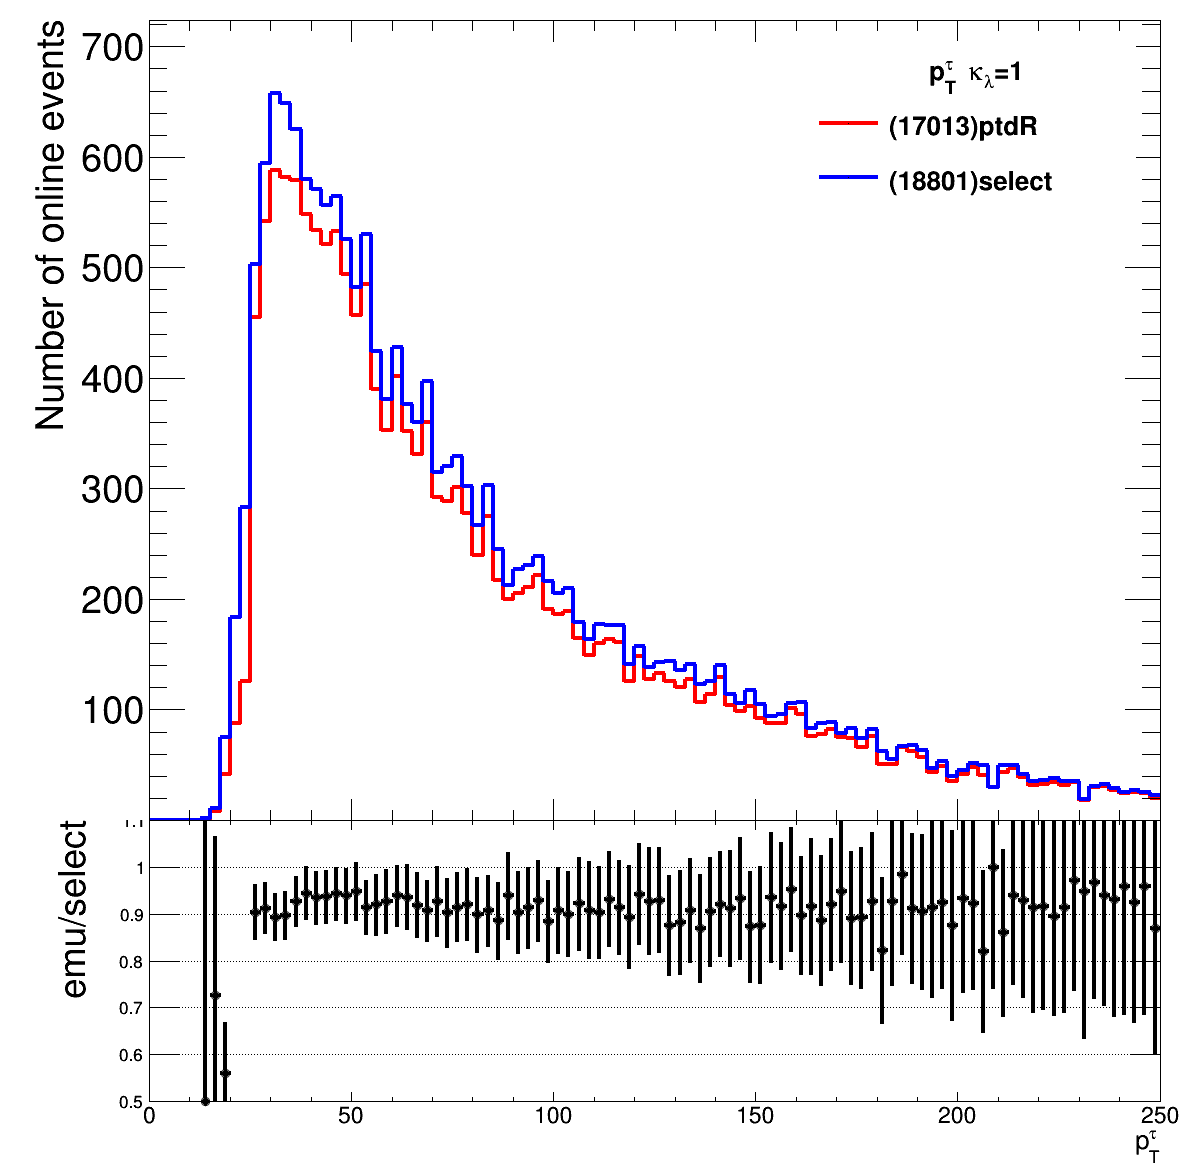 Number of online events
700
600
500
400
300
200
100
p_T^τ κ_λ=1
(17013)ptdR
(18801)select
emu/select
1.1
1
0.9
0.8
0.7
0.6
0.5
0 50 100 150 200 250
p_T^τ